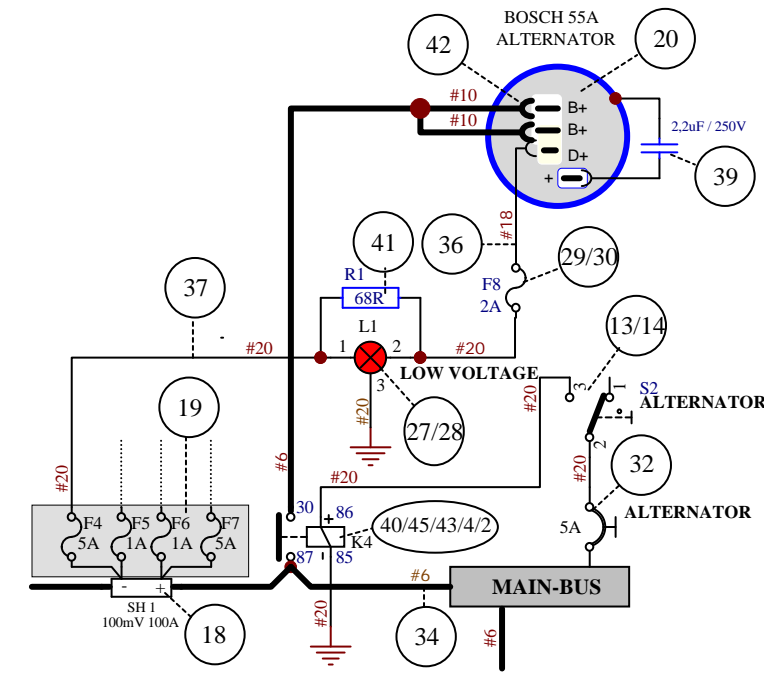 BOSCH 55A
ALTERNATOR
42
20
#10
B+
#10
B+
2,2uF / 250V
D+
+
39
#18
36
41
29/30
R1
F8
37
68R
2A
L1
13/14
#20
1
2
#20
3
1
S2
LOW VOLTAGE
ALTERNATOR
3
#20
#20
2
19
27/28
#6
#20
32
#20
#20
30
+
86
40/45/43/4/2
ALTERNATOR
F4
F5
F6
F7
5A
1A
1A
5A
K4
5A
87
-
85
#6
MAIN-BUS
-
+
SH 1
100mV 100A
18
#20
34
#6